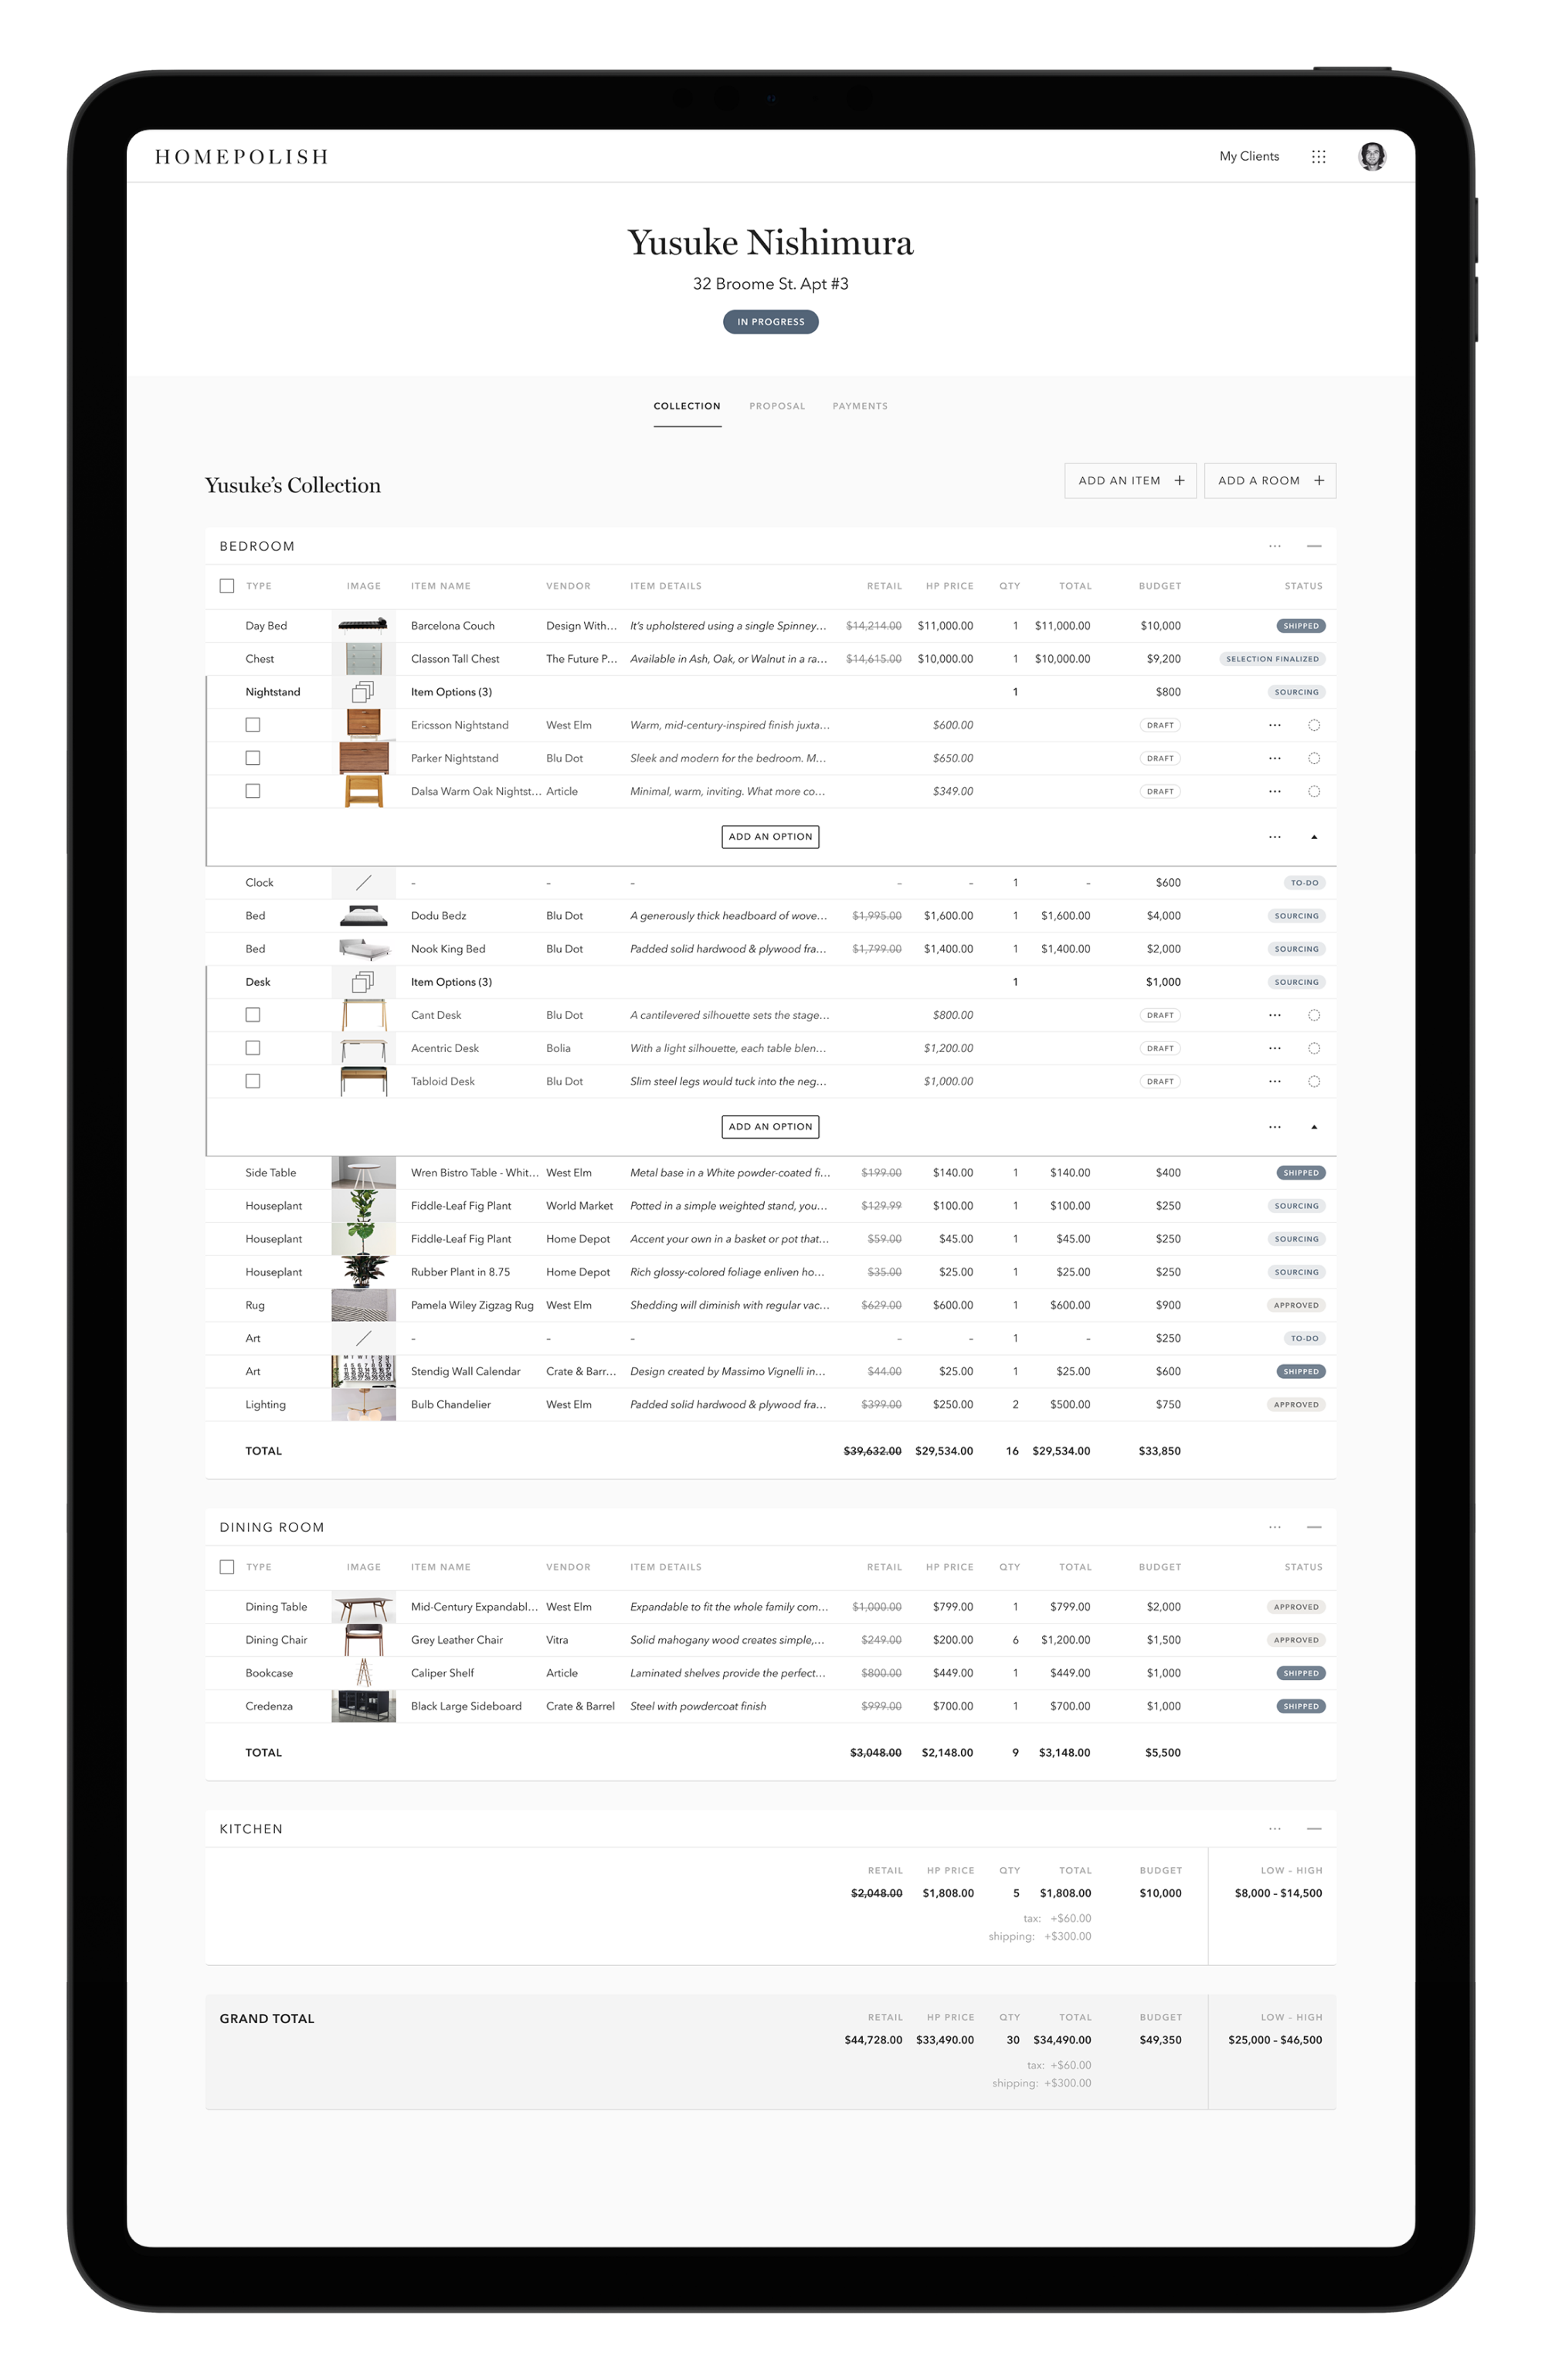 HOMEPOLISH My Clients
Yusuke Nishimura
32 Broome St. Apt #3
IN PROGRESS
COLLECTION PROPOSAL PAYMENTS
Yusuke’s Collection ADD AN ITEM + ADD A ROOM +
BEDROOM ... —
TYPE IMAGE ITEM NAME VENDOR ITEM DETAILS RETAIL HP PRICE QTY TOTAL BUDGET STATUS
Day Bed Barcelona Couch Design With... It’s upholstered using a single Spinney... $14,214.00 $11,000.00 1 $11,000.00 $10,000 SHIPPED
Chest Classon Tall Chest The Future P... Available in Ash, Oak, or Walnut in a ra... $14,615.00 $10,000.00 1 $10,000.00 $9,200 SELECTION FINALIZED
Nightstand Item Options (3) 1 $800 SOURCING
Ericsson Nightstand West Elm Warm, mid-century-inspired finish juxta... $600.00 DRAFT ...
Parker Nightstand Blu Dot Sleek and modern for the bedroom. M... $650.00 DRAFT ...
Dalsa Warm Oak Nightst... Article Minimal, warm, inviting. What more co... $349.00 DRAFT ...
ADD AN OPTION ...
Clock - - - - - 1 - $600 TO-DO
Bed Dodu Bedz Blu Dot A generously thick headboard of wove... $1,995.00 $1,600.00 1 $1,600.00 $4,000 SOURCING
Bed Nook King Bed Blu Dot Padded solid hardwood & plywood fra... $1,799.00 $1,400.00 1 $1,400.00 $2,000 SOURCING
Desk Item Options (3) 1 $1,000 SOURCING
Cant Desk Blu Dot A cantilevered silhouette sets the stage... $800.00 DRAFT ...
Acentric Desk Bolia With a light silhouette, each table blen... $1,200.00 DRAFT ...
Tabloid Desk Blu Dot Slim steel legs would tuck into the neg... $1,000.00 DRAFT ...
ADD AN OPTION ...
Side Table Wren Bistro Table - Whit... West Elm Metal base in a White powder-coated fi... $199.00 $140.00 1 $140.00 $400 SHIPPED
Houseplant Fiddle-Leaf Fig Plant World Market Potted in a simple weighted stand, you... $129.99 $100.00 1 $100.00 $250 SOURCING
Houseplant Fiddle-Leaf Fig Plant Home Depot Accent your own in a basket or pot that... $59.00 $45.00 1 $45.00 $250 SOURCING
Houseplant Rubber Plant in 8.75 Home Depot Rich glossy-colored foliage enliven ho... $35.00 $25.00 1 $25.00 $250 SOURCING
Rug Pamela Wiley Zigzag Rug West Elm Shedding will diminish with regular vac... $629.00 $600.00 1 $600.00 $900 APPROVED
Art - - - - - 1 - $250 TO-DO
Art Stendig Wall Calendar Crate & Barr... Design created by Massimo Vignelli in... $44.00 $25.00 1 $25.00 $600 SHIPPED
Lighting Bulb Chandelier West Elm Padded solid hardwood & plywood fra... $399.00 $250.00 2 $500.00 $750 APPROVED
TOTAL $39,632.00 $29,534.00 16 $29,534.00 $33,850
DINING ROOM ... —
TYPE IMAGE ITEM NAME VENDOR ITEM DETAILS RETAIL HP PRICE QTY TOTAL BUDGET STATUS
Dining Table Mid-Century Expandabl... West Elm Expandable to fit the whole family com... $1,000.00 $799.00 1 $799.00 $2,000 APPROVED
Dining Chair Grey Leather Chair Vitra Solid mahogany wood creates simple,... $249.00 $200.00 6 $1,200.00 $1,500 APPROVED
Bookcase Caliper Shelf Article Laminated shelves provide the perfect... $800.00 $449.00 1 $449.00 $1,000 SHIPPED
Credenza Black Large Sideboard Crate & Barrel Steel with powdercoat finish $999.00 $700.00 1 $700.00 $1,000 SHIPPED
TOTAL $3,048.00 $2,148.00 9 $3,148.00 $5,500
KITCHEN ... —
RETAIL HP PRICE QTY TOTAL BUDGET LOW - HIGH
$2,048.00 $1,808.00 5 $1,808.00 $10,000 $8,000 - $14,500
tax: +$60.00
shipping: +$300.00
GRAND TOTAL RETAIL HP PRICE QTY TOTAL BUDGET LOW - HIGH
$44,728.00 $33,490.00 30 $34,490.00 $49,350 $25,000 - $46,500
tax: +$60.00
shipping: +$300.00